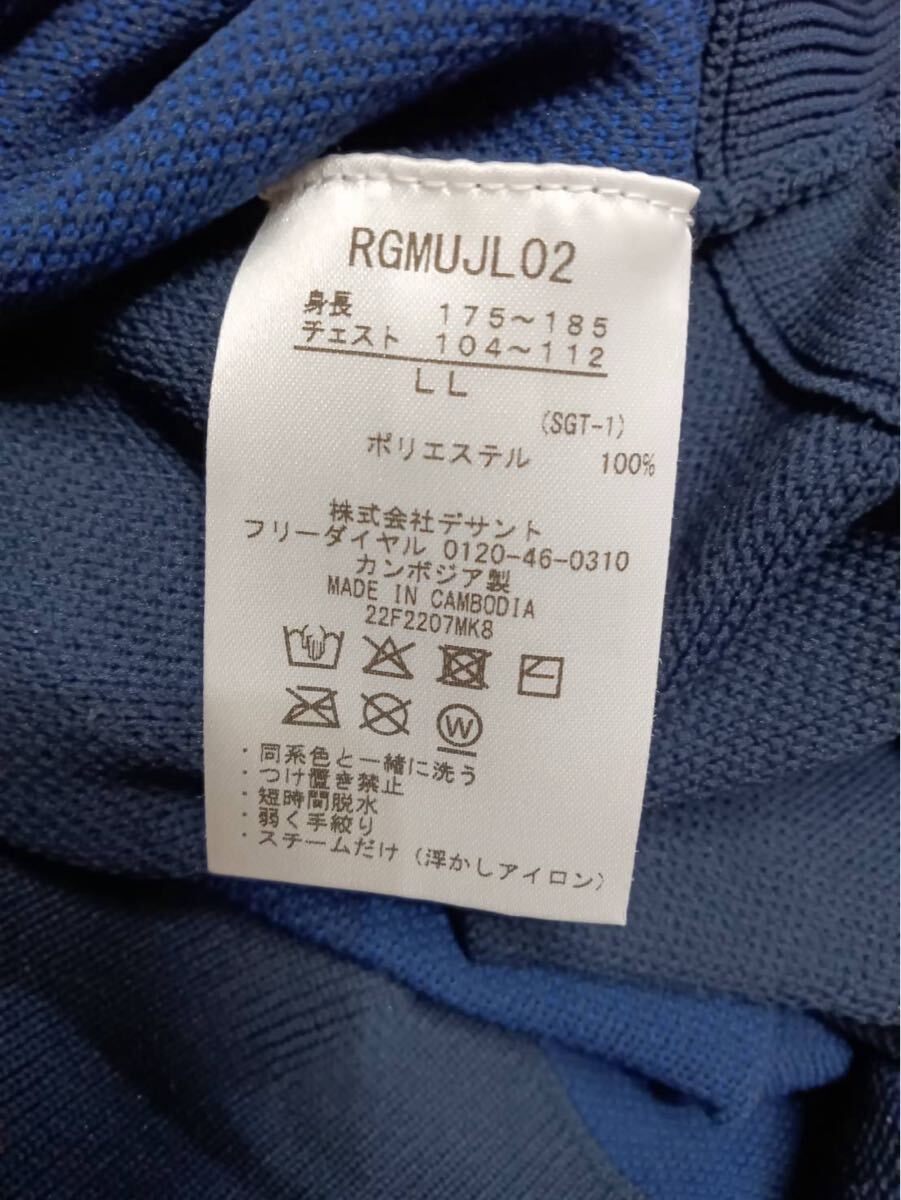 RGMUJL02
身長 175～185
チェスト 104～112
LL
(SGT-1)
ポリエステル 100%
株式会社デサント
フリーダイヤル 0120-46-0310
カンボジア製
MADE IN CAMBODIA
22F2207MK8
W
・同系色と一緒に洗う
・つけ置き禁止
・短時間脱水
・弱く手絞り
・スチームだけ(浮かしアイロン)